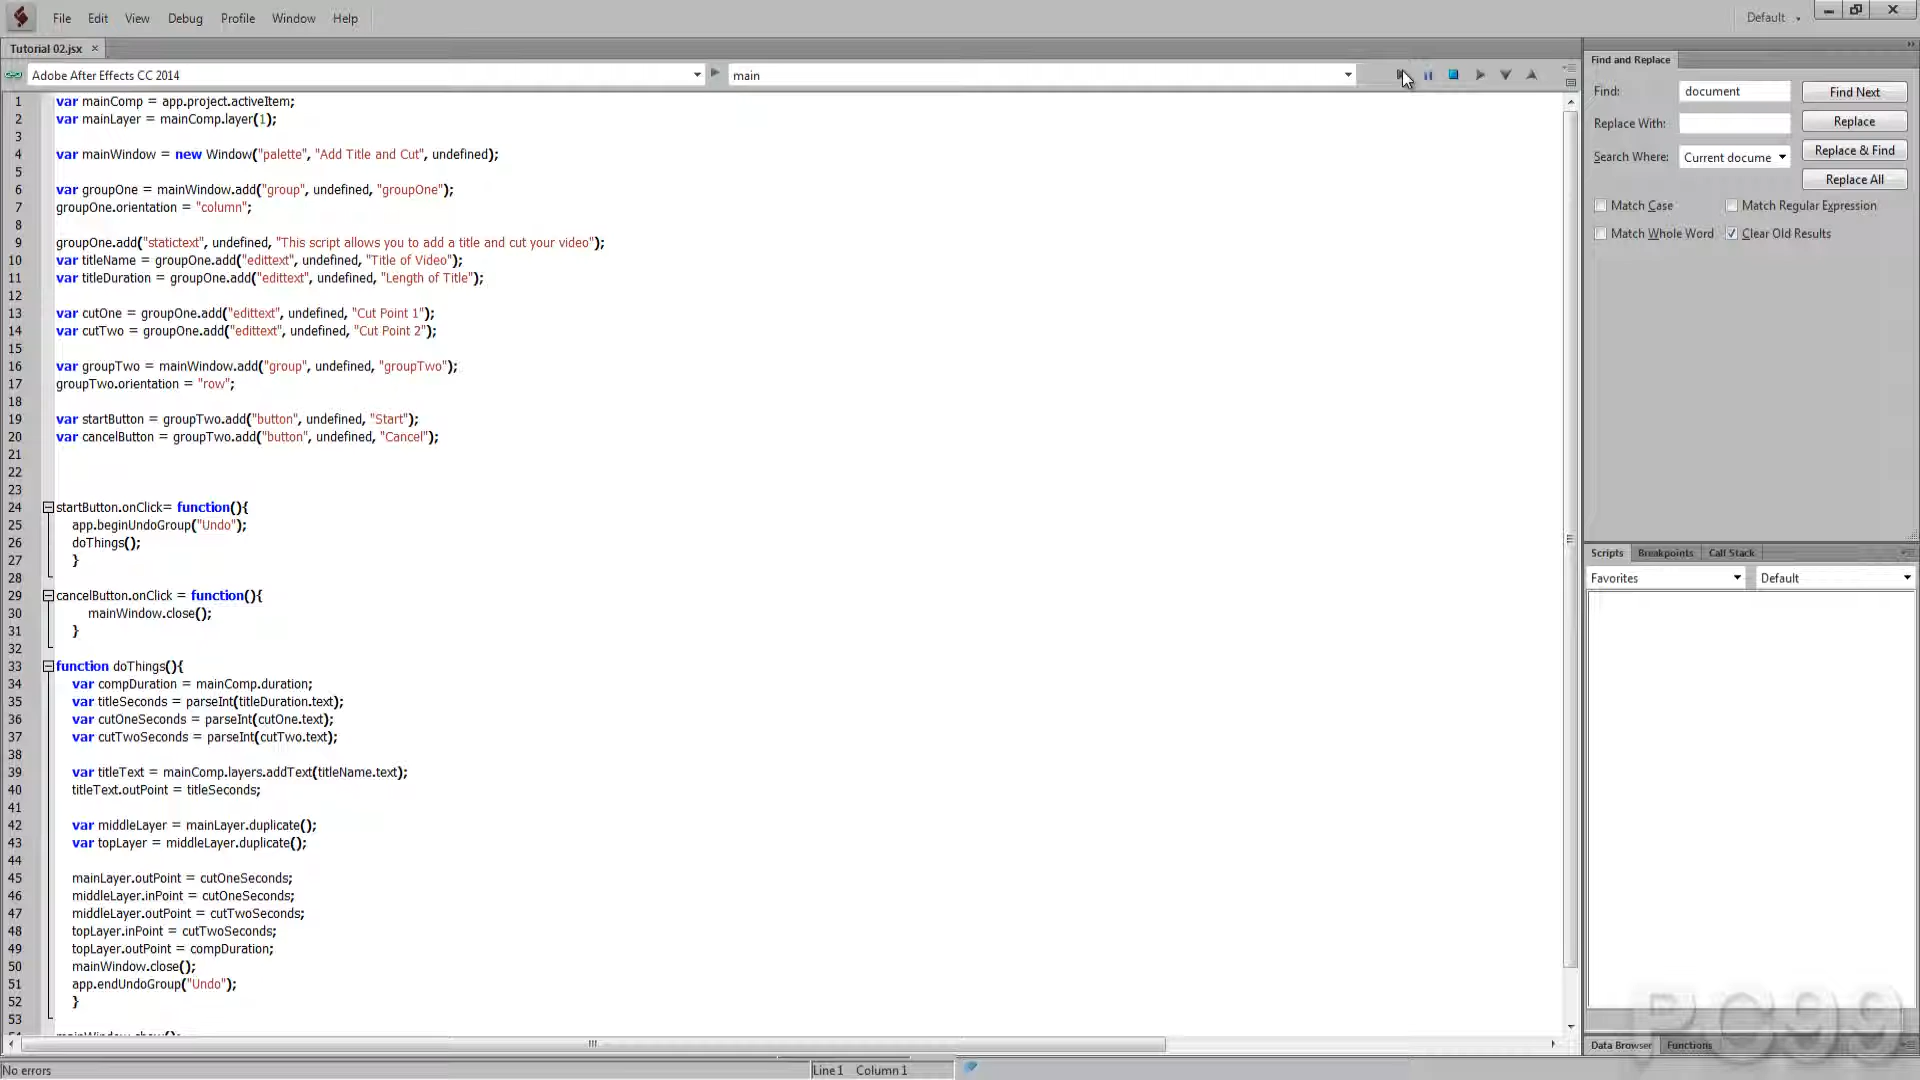 File Edit View Debug Profile Window Help
Default
Tutorial 02.jsx ×
Adobe After Effects CC 2014
main
1 var mainComp = app.project.activeItem;
2 var mainLayer = mainComp.layer(1);
3
4 var mainWindow = new Window("palette", "Add Title and Cut", undefined);
5
6 var groupOne = mainWindow.add("group", undefined, "groupOne");
7 groupOne.orientation = "column";
8
9 groupOne.add("statictext", undefined, "This script allows you to add a title and cut your video");
10 var titleName = groupOne.add("edittext", undefined, "Title of Video");
11 var titleDuration = groupOne.add("edittext", undefined, "Length of Title");
12
13 var cutOne = groupOne.add("edittext", undefined, "Cut Point 1");
14 var cutTwo = groupOne.add("edittext", undefined, "Cut Point 2");
15
16 var groupTwo = mainWindow.add("group", undefined, "groupTwo");
17 groupTwo.orientation = "row";
18
19 var startButton = groupTwo.add("button", undefined, "Start");
20 var cancelButton = groupTwo.add("button", undefined, "Cancel");
21
22
23
24 startButton.onClick= function(){
25 app.beginUndoGroup("Undo");
26 doThings();
27 }
28
29 cancelButton.onClick = function(){
30 mainWindow.close();
31 }
32
33 function doThings(){
34 var compDuration = mainComp.duration;
35 var titleSeconds = parseInt(titleDuration.text);
36 var cutOneSeconds = parseInt(cutOne.text);
37 var cutTwoSeconds = parseInt(cutTwo.text);
38
39 var titleText = mainComp.layers.addText(titleName.text);
40 titleText.outPoint = titleSeconds;
41
42 var middleLayer = mainLayer.duplicate();
43 var topLayer = middleLayer.duplicate();
44
45 mainLayer.outPoint = cutOneSeconds;
46 middleLayer.inPoint = cutOneSeconds;
47 middleLayer.outPoint = cutTwoSeconds;
48 topLayer.inPoint = cutTwoSeconds;
49 topLayer.outPoint = compDuration;
50 mainWindow.close();
51 app.endUndoGroup("Undo");
52 }
53
Find and Replace
Find: document Find Next
Replace With: Replace
Search Where: Current docume Replace & Find
Replace All
Match Case Match Regular Expression
Match Whole Word Clear Old Results
Scripts Breakpoints Call Stack
Favorites Default
PC99
Data Browser Functions
No errors Line 1 Column 1